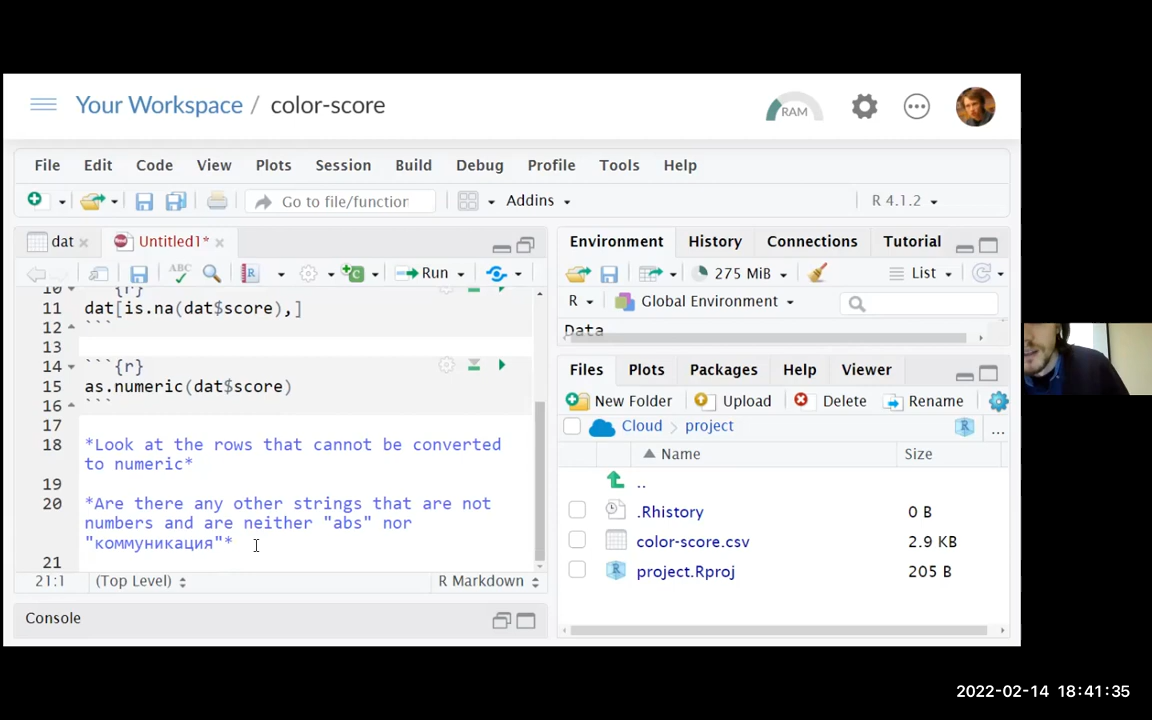 Your Workspace / color-score
RAM
File Edit Code View Plots Session Build Debug Profile Tools Help
Go to file/function
Addins
R 4.1.2
dat
Untitled1*
Environment History Connections Tutorial
Run
275 MiB
List
R
Global Environment
Data
10 ```{r}
11 dat[is.na(dat$score),]
12 ```
13
14 ```{r}
15 as.numeric(dat$score)
16 ```
17
18 *Look at the rows that cannot be converted
to numeric*
19
20 *Are there any other strings that are not
numbers and are neither "abs" nor
"коммуникация"*
21
21:1 (Top Level) R Markdown
Console
Files Plots Packages Help Viewer
New Folder Upload Delete Rename
Cloud project ...
Name Size
..
.Rhistory 0 B
color-score.csv 2.9 KB
project.Rproj 205 B
2022-02-14 18:41:35